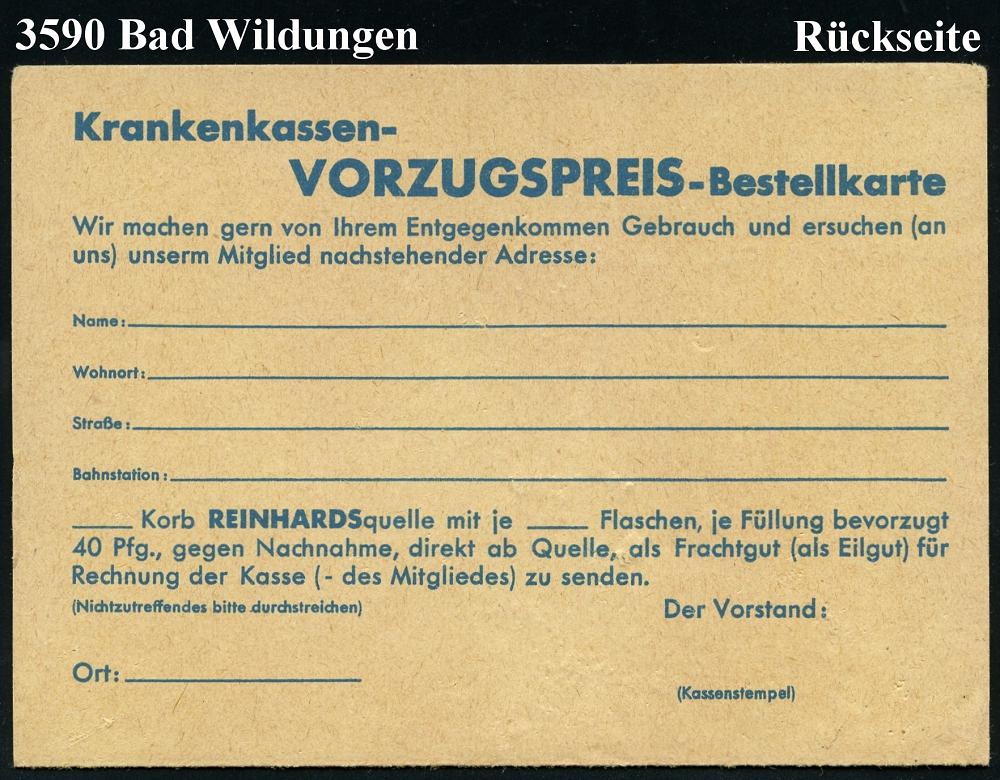 3590 Bad Wildungen
Rückseite
Krankenkassen-
VORZUGSPREIS-Bestellkarte
Wir machen gern von Ihrem Entgegenkommen Gebrauch und ersuchen (an
uns) unserm Mitglied nachstehender Adresse:
Name:
Wohnort:
Straße:
Bahnstation:
____ Korb REINHARDSquelle mit je ____ Flaschen, je Füllung bevorzugt
40 Pfg., gegen Nachnahme, direkt ab Quelle, als Frachtgut (als Eilgut) für
Rechnung der Kasse (- des Mitgliedes) zu senden.
(Nichtzutreffendes bitte durchstreichen)
Der Vorstand:
Ort:
(Kassenstempel)